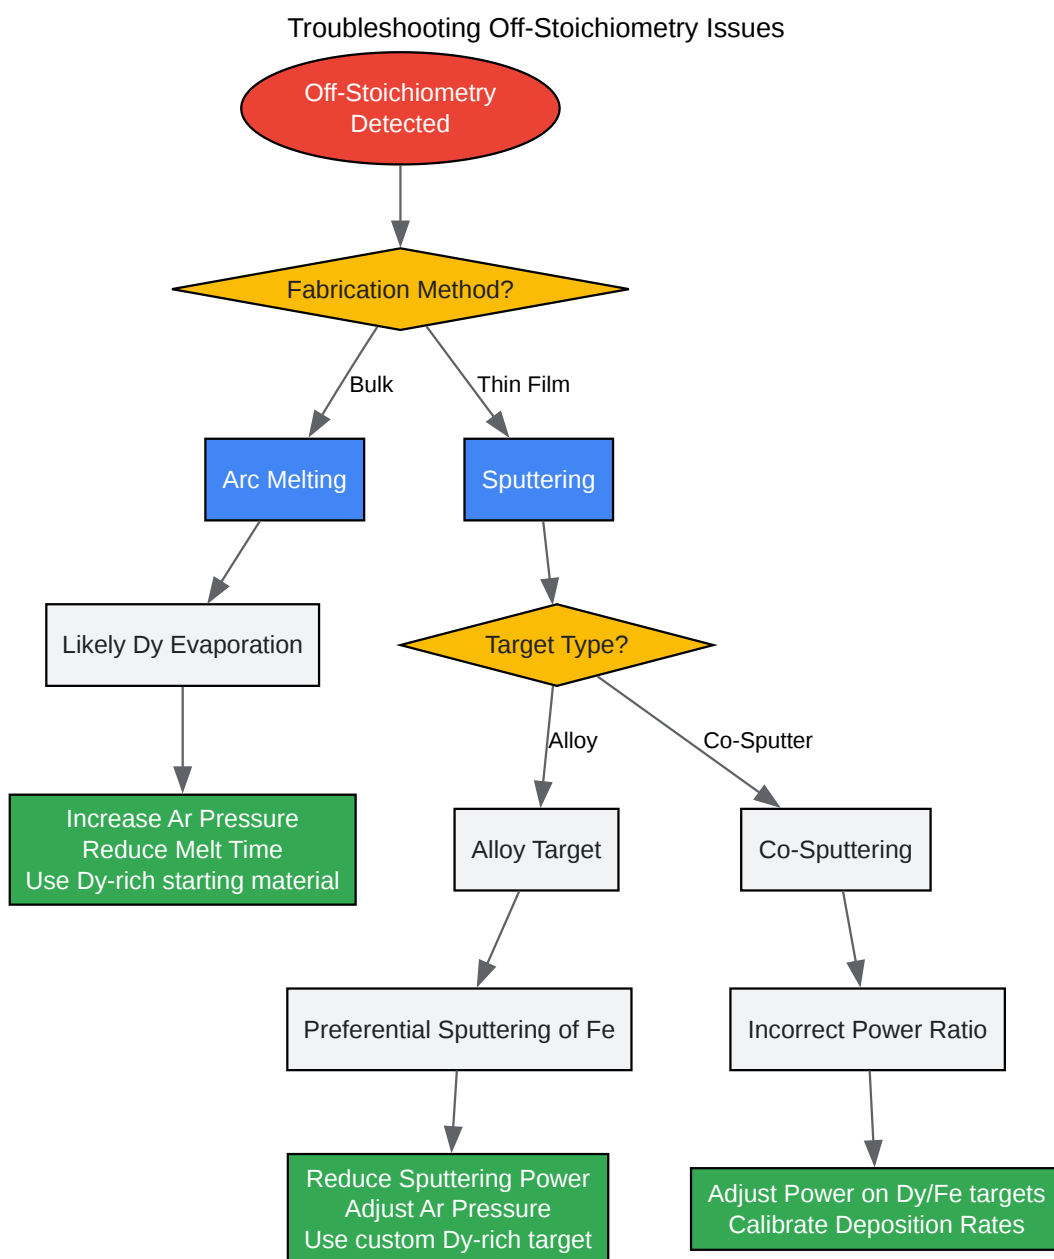 Troubleshooting Off-Stoichiometry Issues
Off-Stoichiometry
Detected
Fabrication Method?
Bulk
Thin Film
Arc Melting
Sputtering
Likely Dy Evaporation
Target Type?
Alloy
Co-Sputter
Increase Ar Pressure
Reduce Melt Time
Use Dy-rich starting material
Alloy Target
Co-Sputtering
Preferential Sputtering of Fe
Incorrect Power Ratio
Reduce Sputtering Power
Adjust Ar Pressure
Use custom Dy-rich target
Adjust Power on Dy/Fe targets
Calibrate Deposition Rates